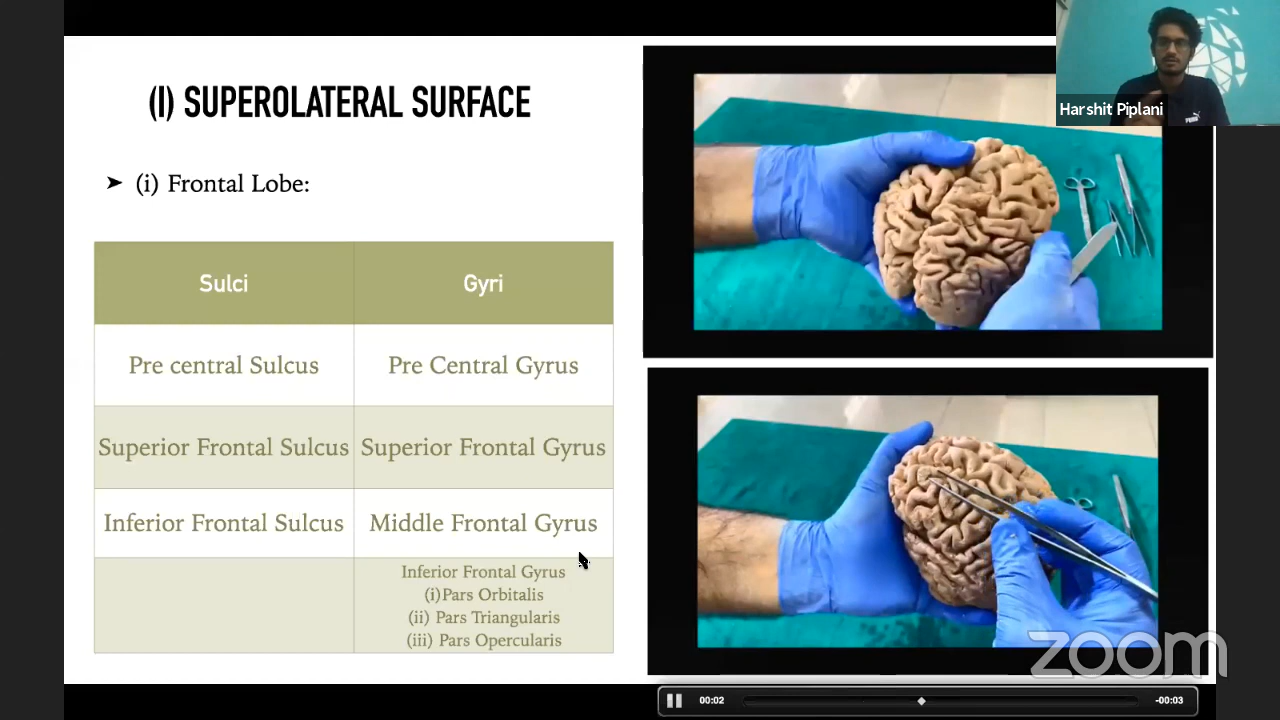 (I) SUPEROLATERAL SURFACE
➤ (i) Frontal Lobe:
Sulci Gyri
Pre central Sulcus Pre Central Gyrus
Superior Frontal Sulcus Superior Frontal Gyrus
Inferior Frontal Sulcus Middle Frontal Gyrus
Inferior Frontal Gyrus
(i)Pars Orbitalis
(ii) Pars Triangularis
(iii) Pars Opercularis
Harshit Piplani
PUMA
zoom
00:02 -00:03